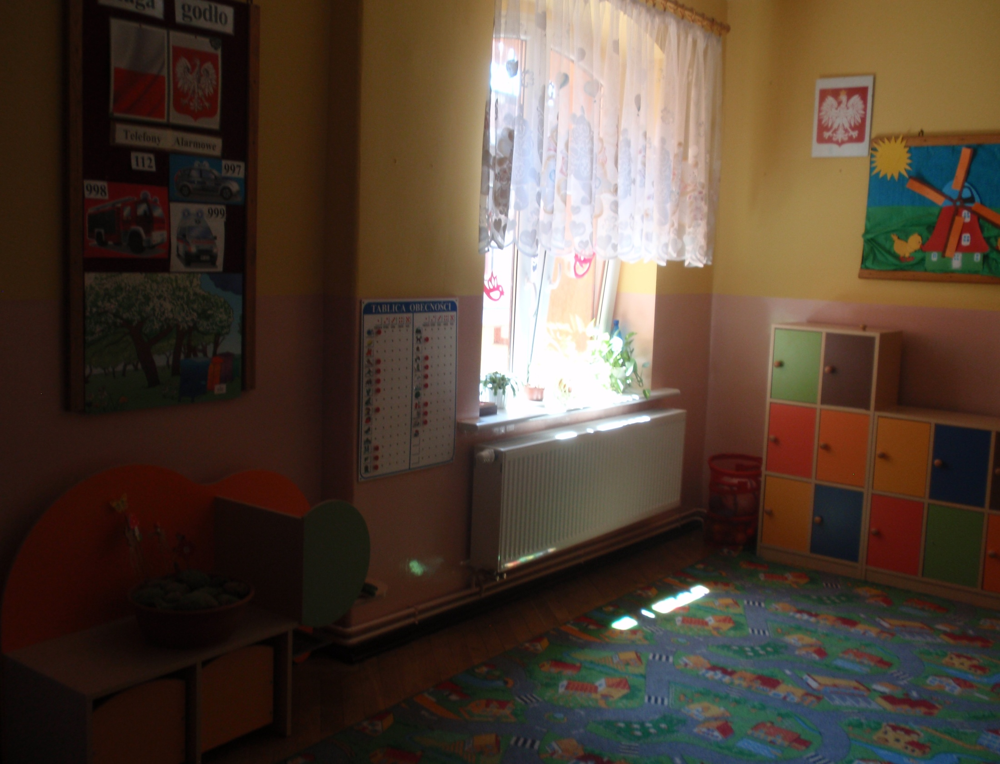 godło
Telefony Alarmowe
112
997
998
999
TABLICA OBECNOŚCI